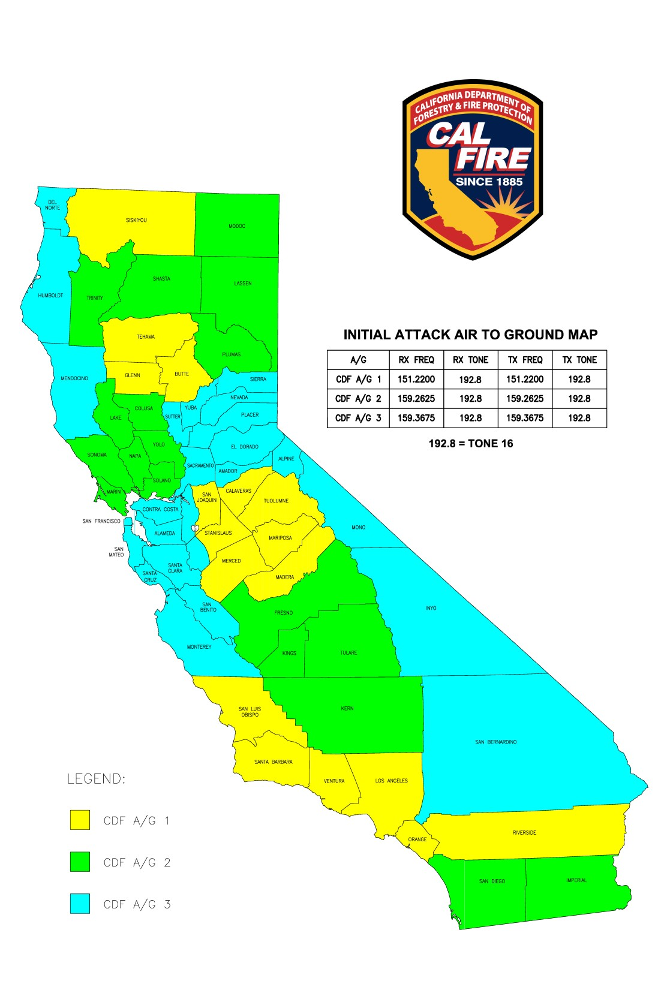 CALIFORNIA DEPARTMENT OF
FORESTRY & FIRE PROTECTION
CAL
FIRE
SINCE 1885
INITIAL ATTACK AIR TO GROUND MAP
A/G RX FREQ RX TONE TX FREQ TX TONE
CDF A/G 1 151.2200 192.8 151.2200 192.8
CDF A/G 2 159.2625 192.8 159.2625 192.8
CDF A/G 3 159.3675 192.8 159.3675 192.8
192.8 = TONE 16
DEL
NORTE
SISKIYOU
MODOC
HUMBOLDT
TRINITY
SHASTA
LASSEN
TEHAMA
PLUMAS
MENDOCINO
GLENN
BUTTE
SIERRA
NEVADA
LAKE
COLUSA
SUTTER
YUBA
PLACER
SONOMA
NAPA
YOLO
EL DORADO
SACRAMENTO
AMADOR
ALPINE
SOLANO
MARIN
SAN
JOAQUIN
CALAVERAS
TUOLUMNE
CONTRA COSTA
SAN FRANCISCO
ALAMEDA
5
STANISLAUS
MARIPOSA
MONO
SAN
MATEO
SANTA
CLARA
MERCED
SANTA
CRUZ
MADERA
SAN
BENITO
FRESNO
INYO
MONTEREY
KINGS
TULARE
SAN LUIS
OBISPO
KERN
SAN BERNARDINO
SANTA BARBARA
VENTURA
LOS ANGELES
ORANGE
RIVERSIDE
SAN DIEGO
IMPERIAL
LEGEND:
CDF A/G 1
CDF A/G 2
CDF A/G 3